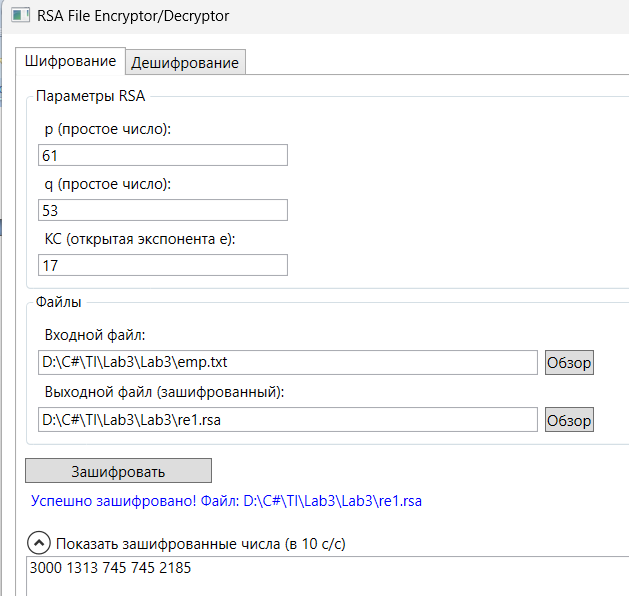 RSA File Encryptor/Decryptor
Шифрование Дешифрование
Параметры RSA
p (простое число):
61
q (простое число):
53
КС (открытая экспонента e):
17
Файлы
Входной файл:
D:\C#\TI\Lab3\Lab3\emp.txt Обзор
Выходной файл (зашифрованный):
D:\C#\TI\Lab3\Lab3\re1.rsa Обзор
Зашифровать
Успешно зашифровано! Файл: D:\C#\TI\Lab3\Lab3\re1.rsa
Показать зашифрованные числа (в 10 с/с)
3000 1313 745 745 2185